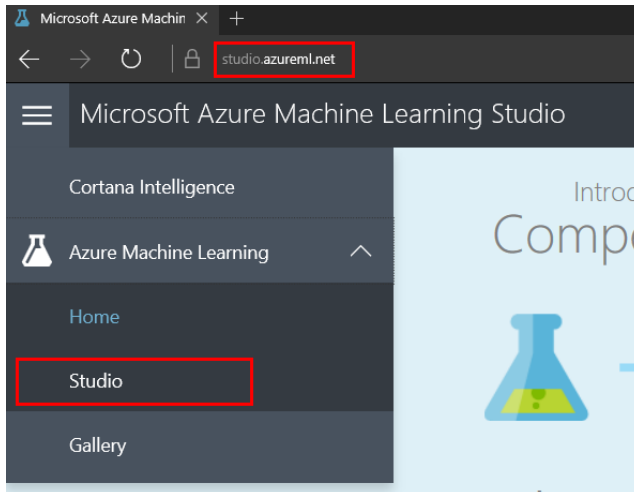 Microsoft Azure Machin
studio.azureml.net
Microsoft Azure Machine Learning Studio
Cortana Intelligence
Azure Machine Learning
Home
Studio
Gallery
Introd
Compo